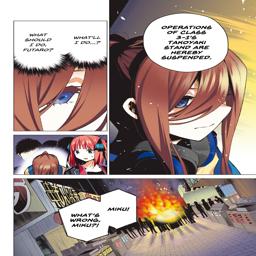 WHAT
SHOULD
I DO,
FUTARO?
WHAT'LL
I DO...?
OPERATIONS
OF CLASS
3-1'S
TAKOYAKI
STAND ARE
HEREBY
SUSPENDED.
MIKU!
WHAT'S
WRONG,
MIKU?!